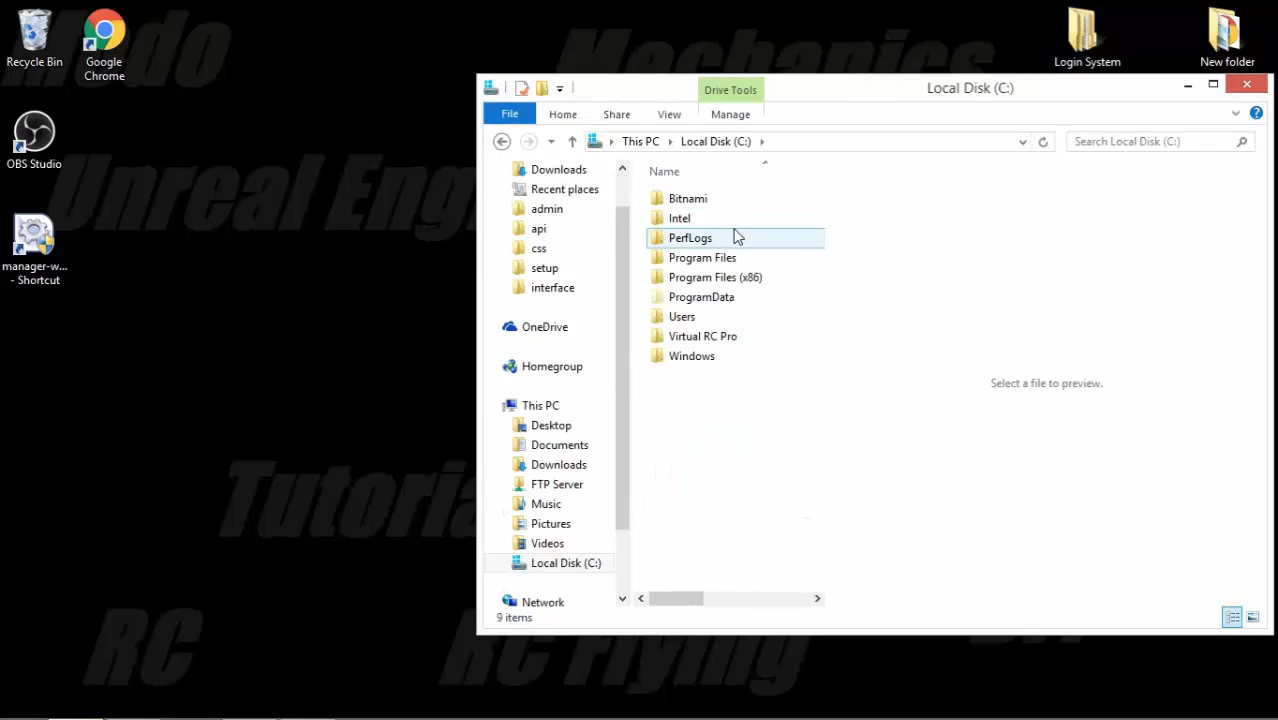 Modo
Mechanics
Unreal Eng
Tutoria
RC
RC Flying
Recycle Bin
Google
Chrome
OBS Studio
manager-w...
- Shortcut
Login System
New folder
Drive Tools
Local Disk (C:)
File
Home
Share
View
Manage
This PC
Local Disk (C:)
Search Local Disk (C:)
Downloads
Recent places
admin
api
css
setup
interface
OneDrive
Homegroup
This PC
Desktop
Documents
Downloads
FTP Server
Music
Pictures
Videos
Local Disk (C:)
Network
Name
Bitnami
Intel
PerfLogs
Program Files
Program Files (x86)
ProgramData
Users
Virtual RC Pro
Windows
Select a file to preview.
9 items